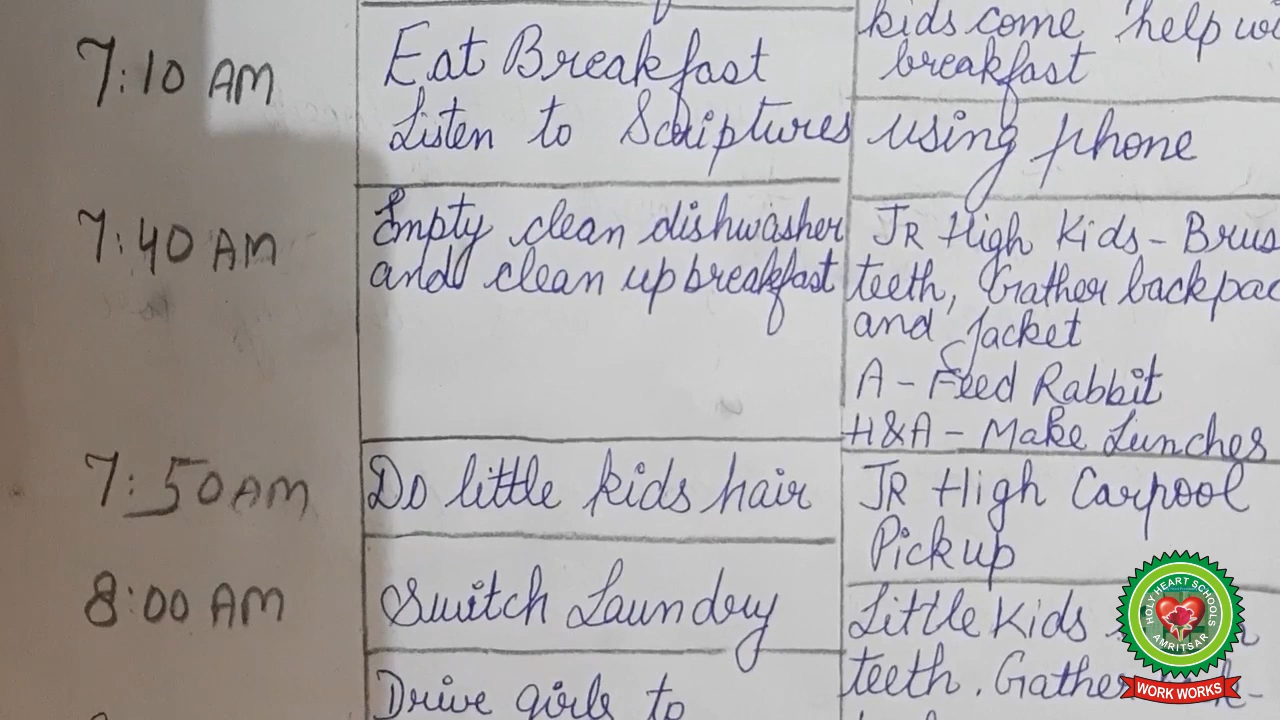 kids come help
breakfast
7:10 AM
Eat Breakfast
Listen to Scriptures
using phone
7:40 AM
Empty clean dishwasher
and clean up breakfast
JR High Kids - Brus
teeth, Gather backpac
and Jacket
A - Feed Rabbit
H&A - Make Lunches
7:50 AM
Do little kids hair
JR High Carpool
Pickup
8:00 AM
Switch Laundry
Little Kids
teeth. Gather
Drive girls to
HOLY HEART SCHOOLS
AMRITSAR
WORK WORKS